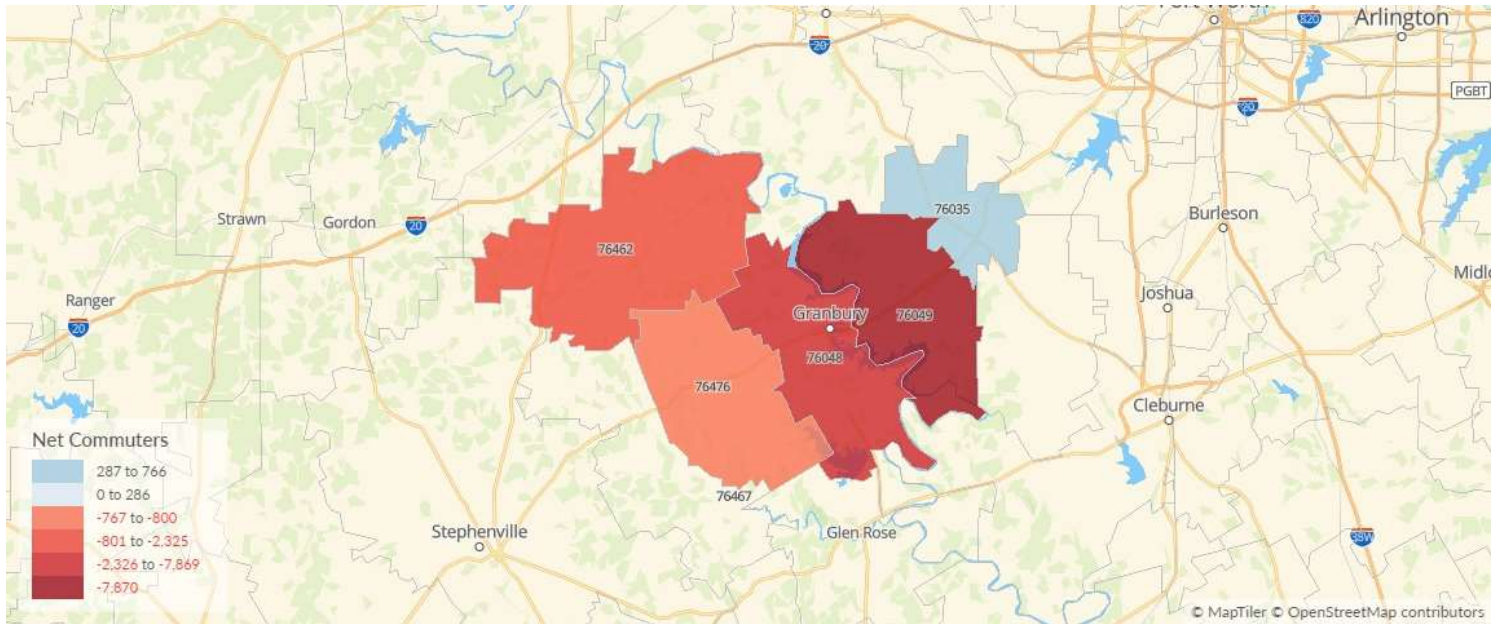 Fort Worth
820
Arlington
20
PGBT
20
76035
Strawn
Gordon
20
76462
Burleson
Ranger
20
Granbury
76049
Joshua
76048
76476
Cleburne
Net Commuters
287 to 766
0 to 286
-767 to -800
-801 to -2,325
-2,326 to -7,869
-7,870
76467
Stephenville
Glen Rose
© MapTiler © OpenStreetMap contributors